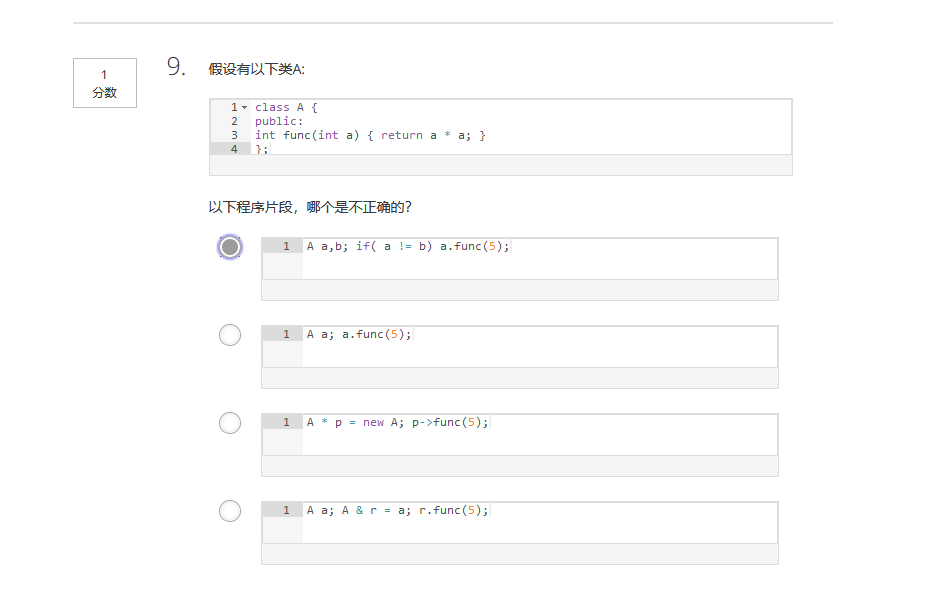 1
分数
9.
假设有以下类A:
1 class A {
2 public:
3 int func(int a) { return a * a; }
4 };
以下程序片段，哪个是不正确的?
1 A a,b; if( a != b) a.func(5);
1 A a; a.func(5);
1 A * p = new A; p->func(5);
1 A a; A & r = a; r.func(5);